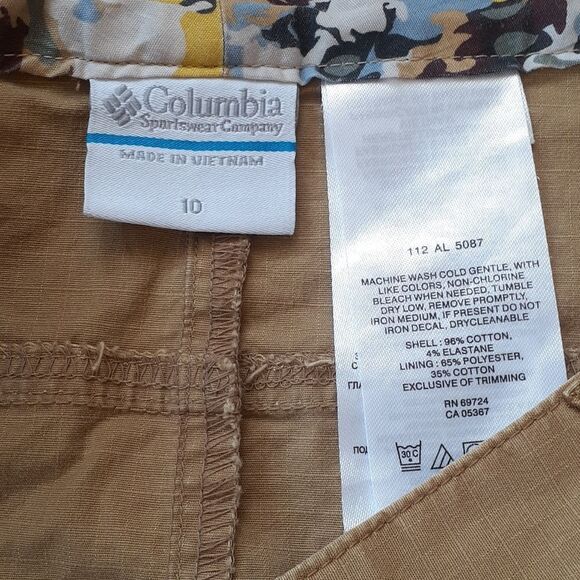 Columbia
Sportswear Company
MADE IN VIETNAM
10
112 AL 5087
MACHINE WASH COLD GENTLE, WITH
LIKE COLORS, NON-CHLORINE
BLEACH WHEN NEEDED, TUMBLE
DRY LOW, REMOVE PROMPTLY,
IRON MEDIUM, IF PRESENT DO NOT
IRON DECAL, DRYCLEANABLE
SHELL : 96% COTTON,
4% ELASTANE
LINING : 65% POLYESTER,
35% COTTON
EXCLUSIVE OF TRIMMING
RN 69724
CA 05367
30 C